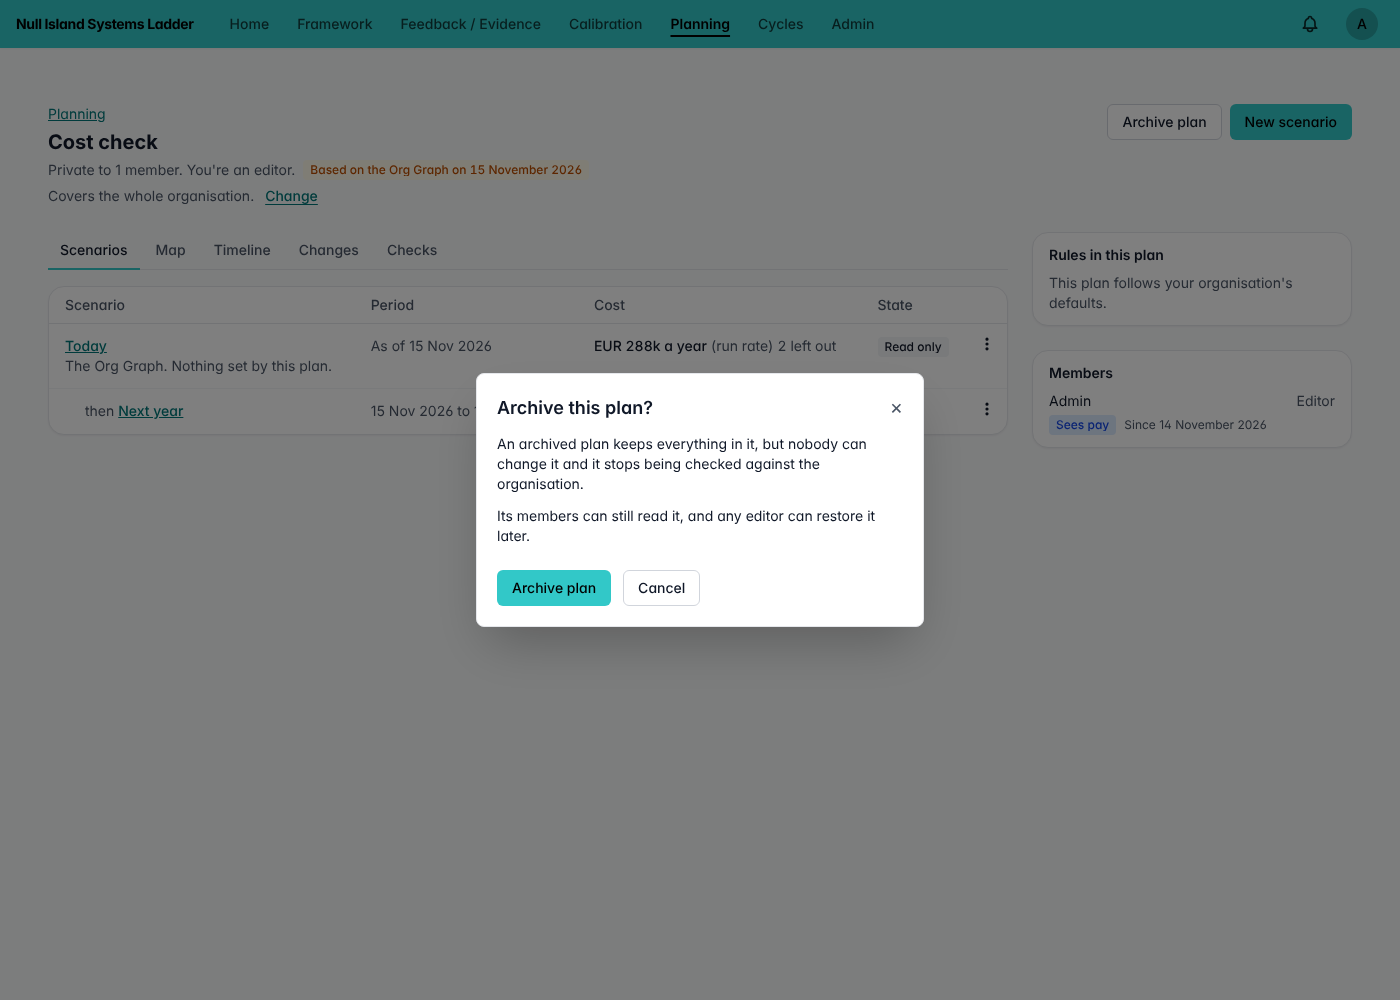 Null Island Systems Ladder
Home
Framework
Feedback / Evidence
Calibration
Planning
Cycles
Admin
A
Planning
Cost check
Archive plan
New scenario
Private to 1 member. You're an editor.
Based on the Org Graph on 15 November 2026
Covers the whole organisation. Change
Scenarios
Map
Timeline
Changes
Checks
Scenario
Period
Cost
State
Today
The Org Graph. Nothing set by this plan.
As of 15 Nov 2026
EUR 288k a year (run rate) 2 left out
Read only
then Next year
15 Nov 2026 to
Rules in this plan
This plan follows your organisation's
defaults.
Members
Admin
Editor
Sees pay
Since 14 November 2026
Archive this plan?
An archived plan keeps everything in it, but nobody can
change it and it stops being checked against the
organisation.
Its members can still read it, and any editor can restore it
later.
Archive plan
Cancel